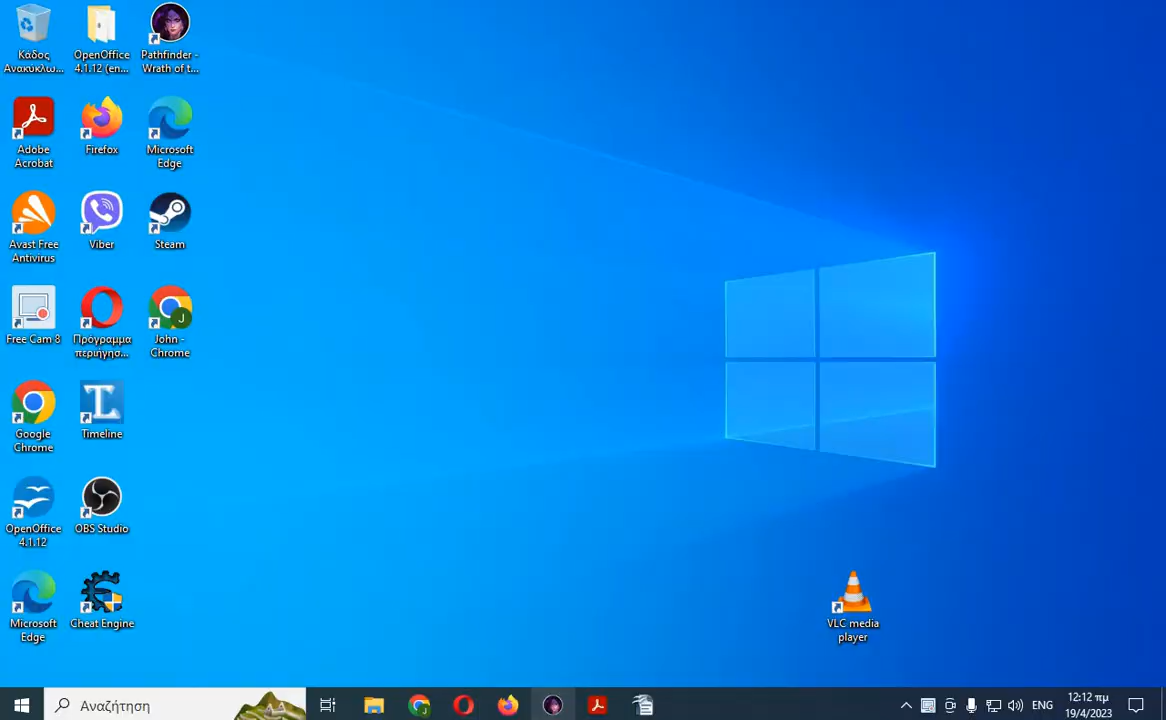 Κάδος
Ανακύκλω...
OpenOffice
4.1.12 (en...
Pathfinder -
Wrath of t...
Adobe
Acrobat
Firefox
Microsoft
Edge
Avast Free
Antivirus
Viber
Steam
Free Cam 8
Πρόγραμμα
περιήγησ...
J
John -
Chrome
Google
Chrome
Timeline
OpenOffice
4.1.12
OBS Studio
Microsoft
Edge
Cheat Engine
VLC media
player
Αναζήτηση
ENG
12:12 πμ
19/4/2023